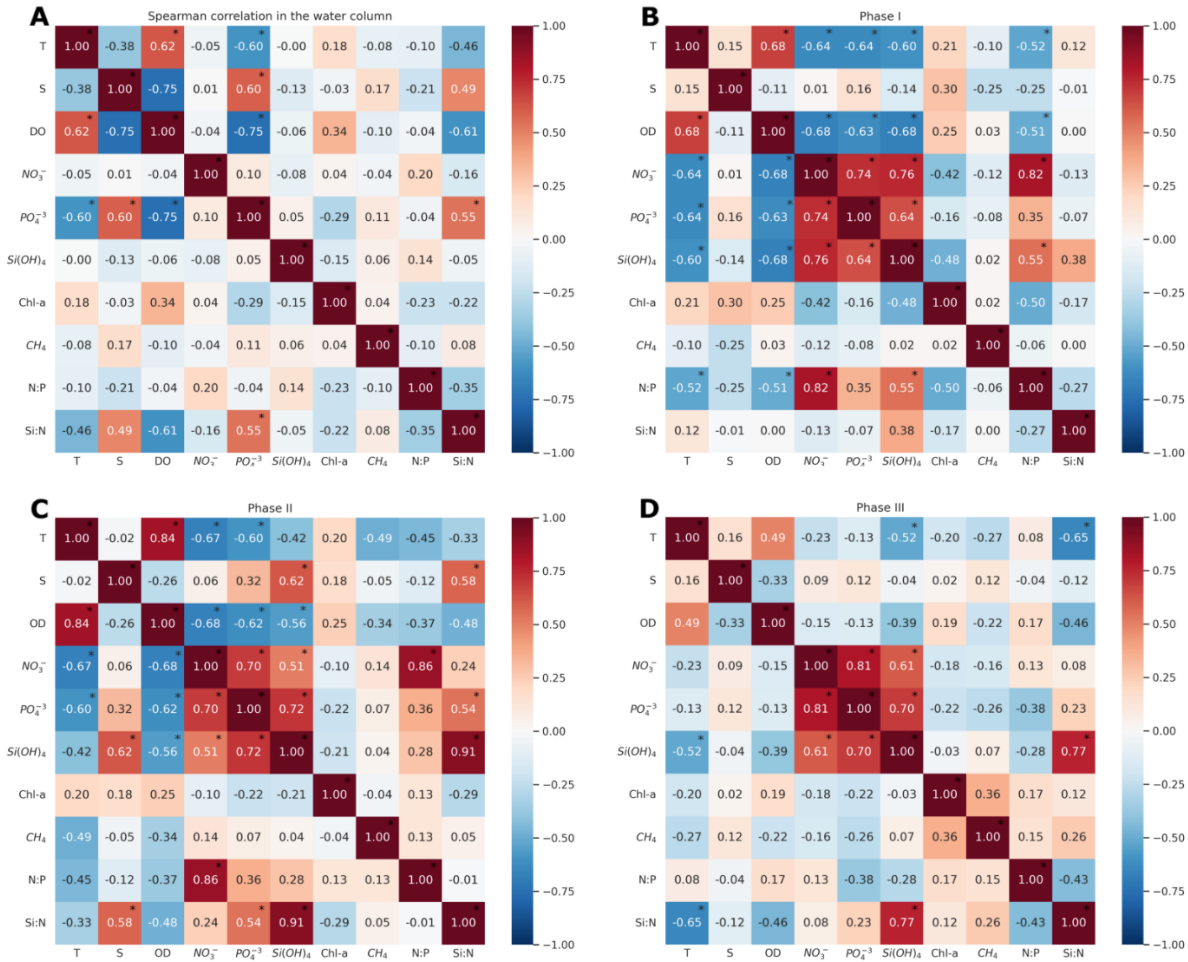 A
Spearman correlation in the water column
T 1.00* -0.38 0.62* -0.05 -0.60* -0.00 0.18 -0.08 -0.10 -0.46
S -0.38 1.00* -0.75 0.01 0.60* -0.13 -0.03 0.17 -0.21 0.49
DO 0.62* -0.75 1.00* -0.04 -0.75* -0.06 0.34 -0.10 -0.04 -0.61
NO₃⁻ -0.05 0.01 -0.04 1.00* 0.10 -0.08 0.04 -0.04 0.20 -0.16
PO₄⁻³ -0.60* 0.60* -0.75* 0.10 1.00* 0.05 -0.29 0.11 -0.04 0.55*
Si(OH)₄ -0.00 -0.13 -0.06 -0.08 0.05 1.00* -0.15 0.06 0.14 -0.05
Chl-a 0.18 -0.03 0.34 0.04 -0.29 -0.15 1.00* 0.04 -0.23 -0.22
CH₄ -0.08 0.17 -0.10 -0.04 0.11 0.06 0.04 1.00* -0.10 0.08
N:P -0.10 -0.21 -0.04 0.20 -0.04 0.14 -0.23 -0.10 1.00* -0.35
Si:N -0.46 0.49 -0.61 -0.16 0.55* -0.05 -0.22 0.08 -0.35 1.00*
T S DO NO₃⁻ PO₄⁻³ Si(OH)₄ Chl-a CH₄ N:P Si:N
1.00
0.75
0.50
0.25
0.00
−0.25
−0.50
−0.75
−1.00
B
Phase I
T 1.00* 0.15 0.68* -0.64* -0.64* -0.60* 0.21 -0.10 -0.52* 0.12
S 0.15 1.00* -0.11 0.01 0.16 -0.14 0.30 -0.25 -0.25 -0.01
OD 0.68* -0.11 1.00* -0.68* -0.63* -0.68* 0.25 0.03 -0.51* 0.00
NO₃⁻ -0.64* 0.01 -0.68* 1.00* 0.74* 0.76* -0.42 -0.12 0.82* -0.13
PO₄⁻³ -0.64* 0.16 -0.63* 0.74* 1.00* 0.64* -0.16 -0.08 0.35 -0.07
Si(OH)₄ -0.60* -0.14 -0.68* 0.76* 0.64* 1.00* -0.48 0.02 0.55* 0.38
Chl-a 0.21 0.30 0.25 -0.42 -0.16 -0.48 1.00* 0.02 -0.50 -0.17
CH₄ -0.10 -0.25 0.03 -0.12 -0.08 0.02 0.02 1.00* -0.06 0.00
N:P -0.52* -0.25 -0.51* 0.82* 0.35 0.55* -0.50 -0.06 1.00* -0.27
Si:N 0.12 -0.01 0.00 -0.13 -0.07 0.38 -0.17 0.00 -0.27 1.00*
T S OD NO₃⁻ PO₄⁻³ Si(OH)₄ Chl-a CH₄ N:P Si:N
1.00
0.75
0.50
0.25
0.00
−0.25
−0.50
−0.75
−1.00
C
Phase II
T 1.00* -0.02 0.84* -0.67* -0.60* -0.42 0.20 -0.49 -0.45 -0.33
S -0.02 1.00* -0.26 0.06 0.32 0.62* 0.18 -0.05 -0.12 0.58*
OD 0.84* -0.26 1.00* -0.68* -0.62* -0.56* 0.25 -0.34 -0.37 -0.48
NO₃⁻ -0.67* 0.06 -0.68* 1.00* 0.70* 0.51* -0.10 0.14 0.86* 0.24
PO₄⁻³ -0.60* 0.32 -0.62* 0.70* 1.00* 0.72* -0.22 0.07 0.36 0.54*
Si(OH)₄ -0.42 0.62* -0.56* 0.51* 0.72* 1.00* -0.21 0.04 0.28 0.91*
Chl-a 0.20 0.18 0.25 -0.10 -0.22 -0.21 1.00* -0.04 0.13 -0.29
CH₄ -0.49 -0.05 -0.34 0.14 0.07 0.04 -0.04 1.00* 0.13 0.05
N:P -0.45 -0.12 -0.37 0.86* 0.36 0.28 0.13 0.13 1.00* -0.01
Si:N -0.33 0.58* -0.48 0.24 0.54* 0.91* -0.29 0.05 -0.01 1.00*
T S OD NO₃⁻ PO₄⁻³ Si(OH)₄ Chl-a CH₄ N:P Si:N
1.00
0.75
0.50
0.25
0.00
−0.25
−0.50
−0.75
−1.00
D
Phase III
T 1.00* 0.16 0.49 -0.23 -0.13 -0.52* -0.20 -0.27 0.08 -0.65*
S 0.16 1.00* -0.33 0.09 0.12 -0.04 0.02 0.12 -0.04 -0.12
OD 0.49 -0.33 1.00* -0.15 -0.13 -0.39 0.19 -0.22 0.17 -0.46
NO₃⁻ -0.23 0.09 -0.15 1.00* 0.81* 0.61* -0.18 -0.16 0.13 0.08
PO₄⁻³ -0.13 0.12 -0.13 0.81* 1.00* 0.70* -0.22 -0.26 -0.38 0.23
Si(OH)₄ -0.52* -0.04 -0.39 0.61* 0.70* 1.00* -0.03 0.07 -0.28 0.77*
Chl-a -0.20 0.02 0.19 -0.18 -0.22 -0.03 1.00* 0.36 0.17 0.12
CH₄ -0.27 0.12 -0.22 -0.16 -0.26 0.07 0.36 1.00* 0.15 0.26
N:P 0.08 -0.04 0.17 0.13 -0.38 -0.28 0.17 0.15 1.00* -0.43
Si:N -0.65* -0.12 -0.46 0.08 0.23 0.77* 0.12 0.26 -0.43 1.00*
T S OD NO₃⁻ PO₄⁻³ Si(OH)₄ Chl-a CH₄ N:P Si:N
1.00
0.75
0.50
0.25
0.00
−0.25
−0.50
−0.75
−1.00